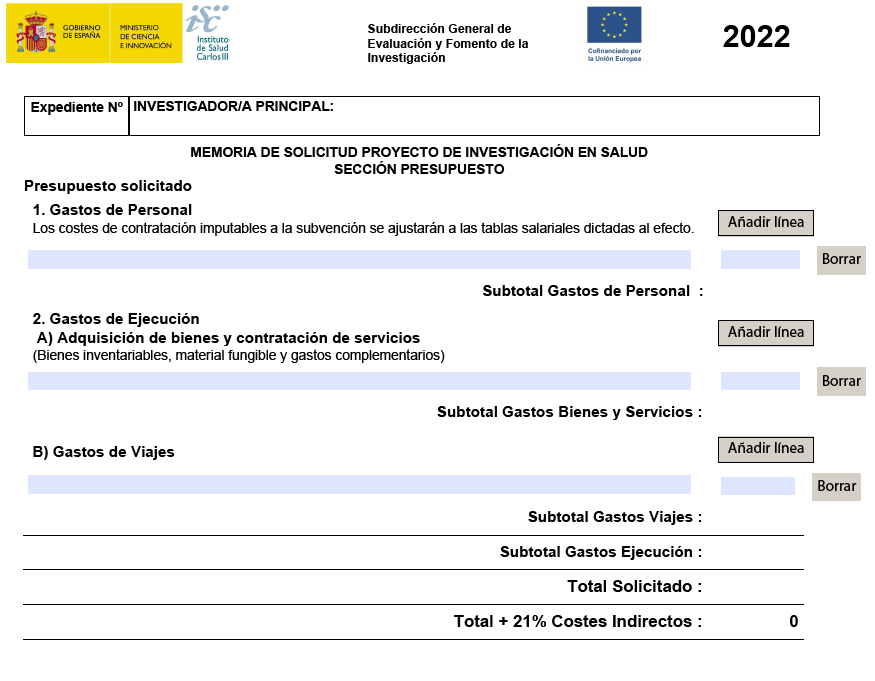 GOBIERNO
DE ESPAÑA
MINISTERIO
DE CIENCIA
E INNOVACIÓN
isc
Instituto
de Salud
Carlos III
Subdirección General de
Evaluación y Fomento de la
Investigación
Cofinanciado por
la Unión Europea
2022
Expediente Nº
INVESTIGADOR/A PRINCIPAL:
MEMORIA DE SOLICITUD PROYECTO DE INVESTIGACIÓN EN SALUD
SECCIÓN PRESUPUESTO
Presupuesto solicitado
1. Gastos de Personal
Los costes de contratación imputables a la subvención se ajustarán a las tablas salariales dictadas al efecto.
Añadir línea
Borrar
Subtotal Gastos de Personal :
2. Gastos de Ejecución
A) Adquisición de bienes y contratación de servicios
(Bienes inventariables, material fungible y gastos complementarios)
Añadir línea
Borrar
Subtotal Gastos Bienes y Servicios :
B) Gastos de Viajes
Añadir línea
Borrar
Subtotal Gastos Viajes :
Subtotal Gastos Ejecución :
Total Solicitado :
Total + 21% Costes Indirectos : 0